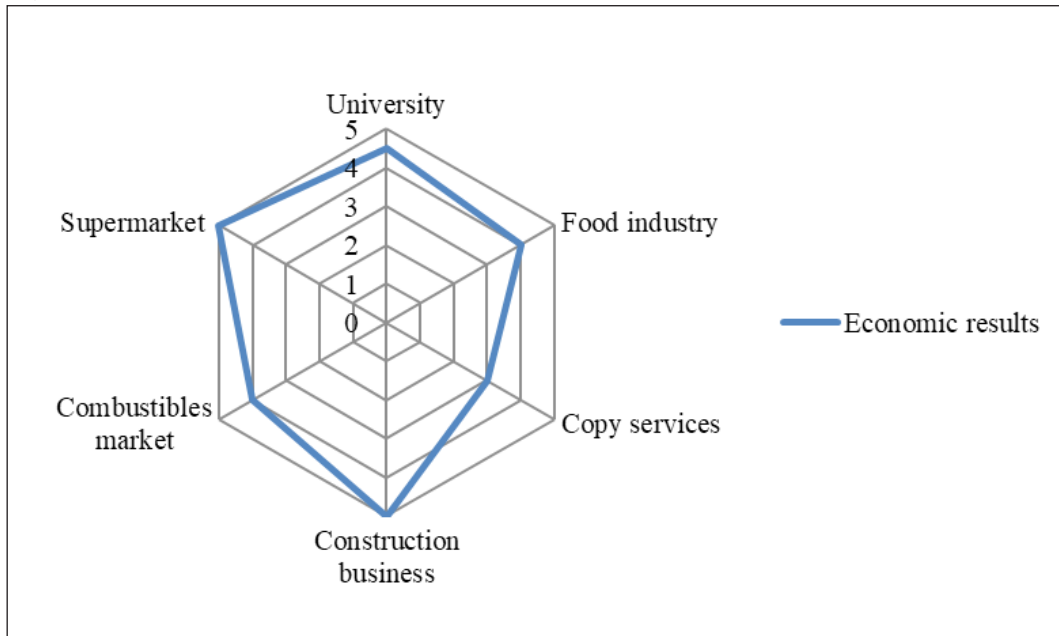 University
5
4
3
2
1
0
Supermarket
Food industry
Economic results
Combustibles
market
Copy services
Construction
business